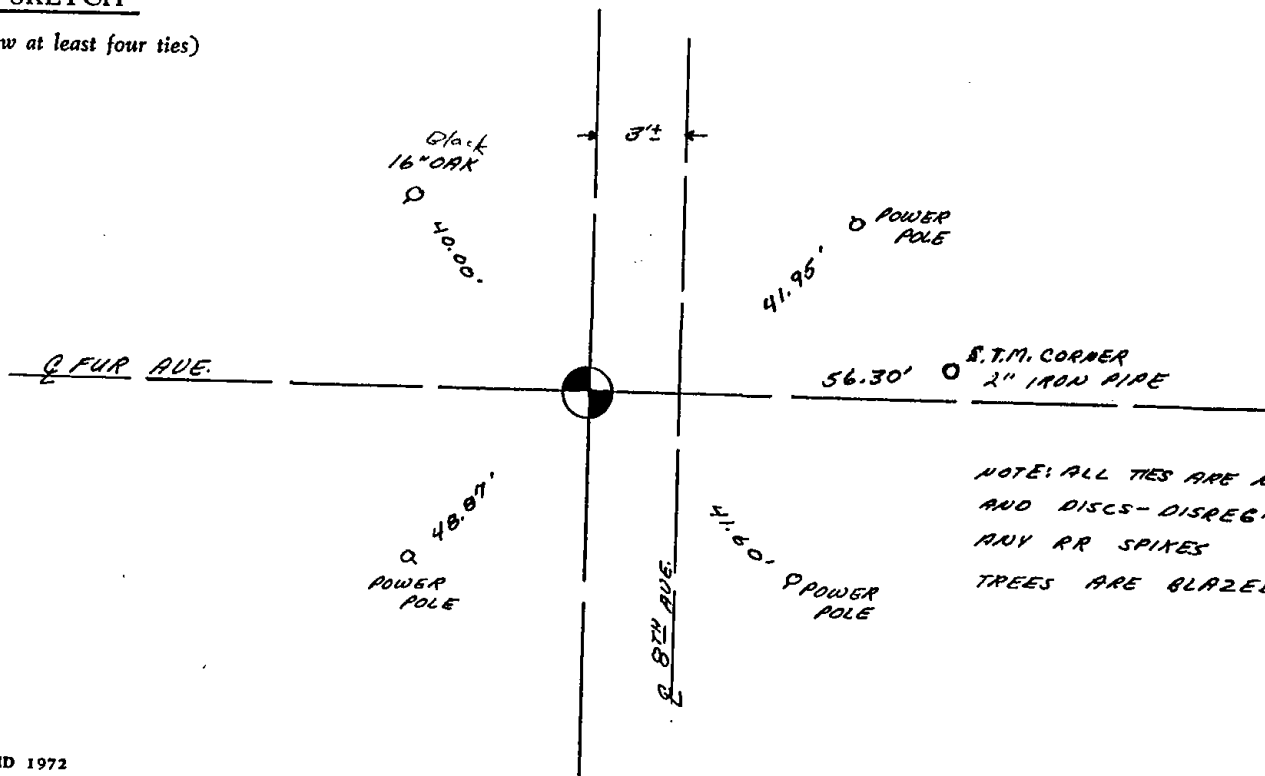 SKETCH
w at least four ties)
Black
16" OAK
40.00'
3'±
POWER
POLE
41.95'
℄ FUR AVE.
56.30'
S.T.M. CORNER
2" IRON PIPE
48.87'
POWER
POLE
41.60'
POWER
POLE
℄ 8TH AVE.
NOTE: ALL TIES ARE
AND DISCS-DISREG
ANY RR SPIKES
TREES ARE BLAZE
D 1972